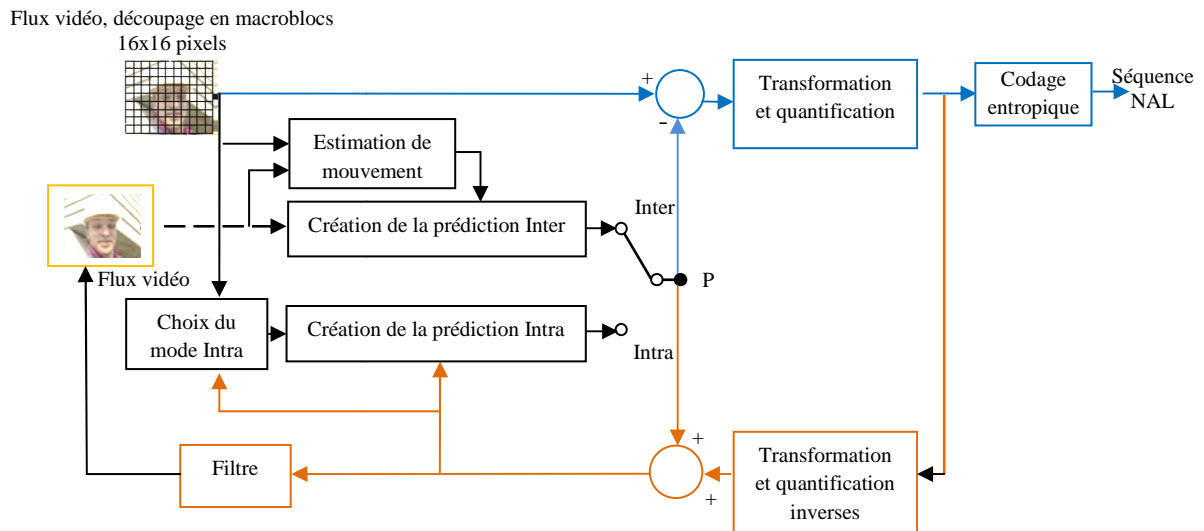 Flux vidéo, découpage en macroblocs
16x16 pixels
+
-
Transformation
et quantification
Codage
entropique
Séquence
NAL
Estimation de
mouvement
Création de la prédiction Inter
Inter
P
Flux vidéo
Choix du
mode Intra
Création de la prédiction Intra
Intra
Filtre
+
+
Transformation
et quantification
inverses